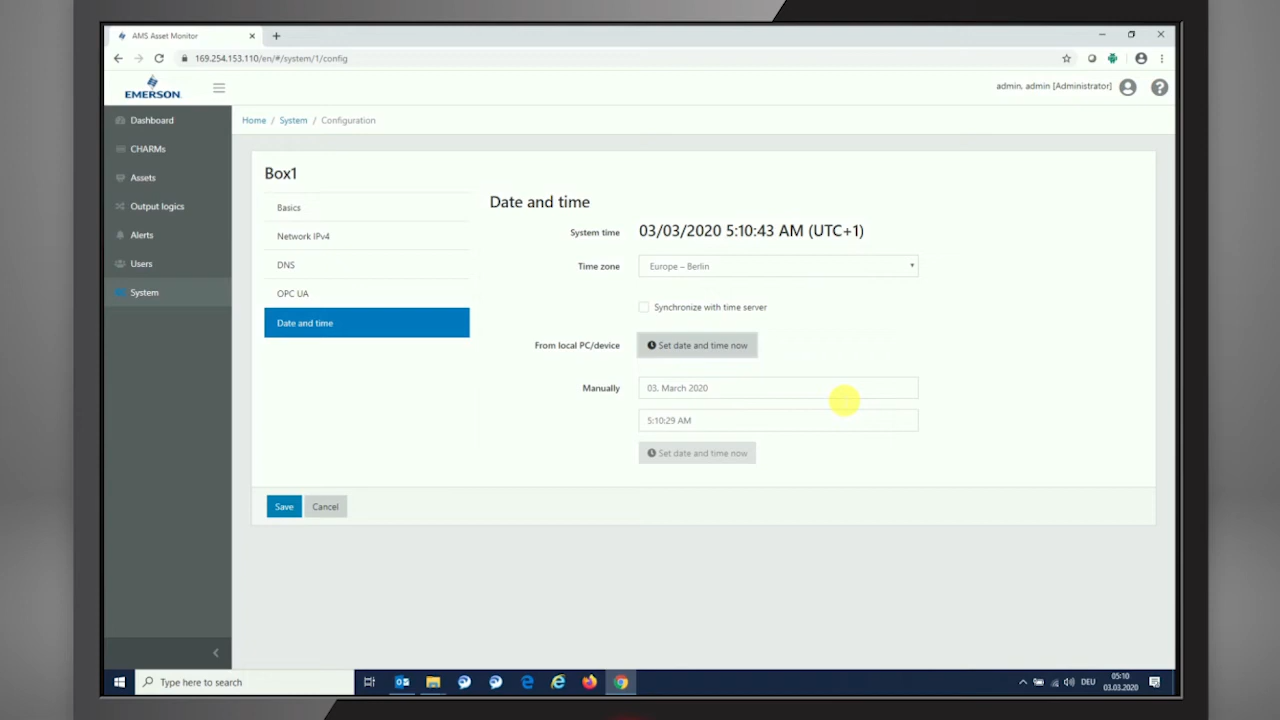 AMS Asset Monitor
169.254.153.110/en/#/system/1/config
EMERSON
admin, admin [Administrator]
Dashboard
CHARMs
Assets
Output logics
Alerts
Users
System
Home / System / Configuration
Box1
Basics
Network IPv4
DNS
OPC UA
Date and time
Date and time
System time 03/03/2020 5:10:43 AM (UTC+1)
Time zone Europe – Berlin
Synchronize with time server
From local PC/device Set date and time now
Manually 03. March 2020
5:10:29 AM
Set date and time now
Save Cancel
Type here to search
DEU
05:10
03.03.2020